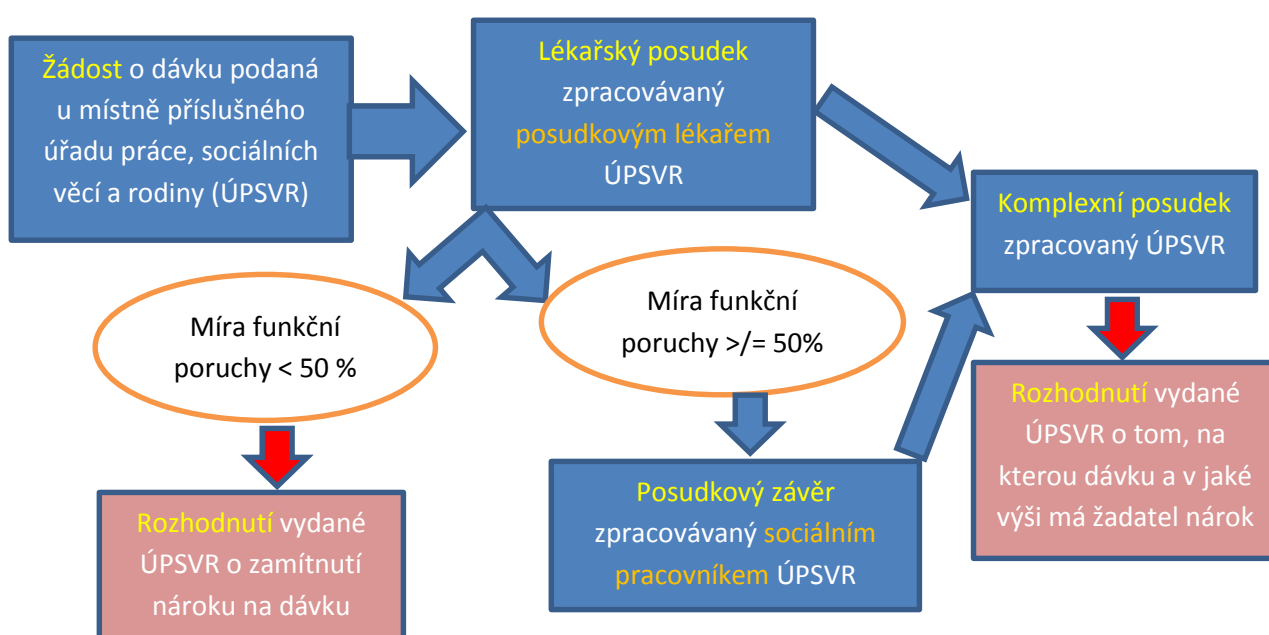 Žádost o dávku podaná
u místně příslušného
úřadu práce, sociálních
věcí a rodiny (ÚPSVR)
Lékařský posudek
zpracovávaný
posudkovým lékařem
ÚPSVR
Komplexní posudek
zpracovaný ÚPSVR
Míra funkční
poruchy < 50 %
Míra funkční
poruchy >/= 50%
Rozhodnutí vydané
ÚPSVR o tom, na
kterou dávku a v jaké
výši má žadatel nárok
Posudkový závěr
zpracovávaný sociálním
pracovníkem ÚPSVR
Rozhodnutí vydané
ÚPSVR o zamítnutí
nároku na dávku